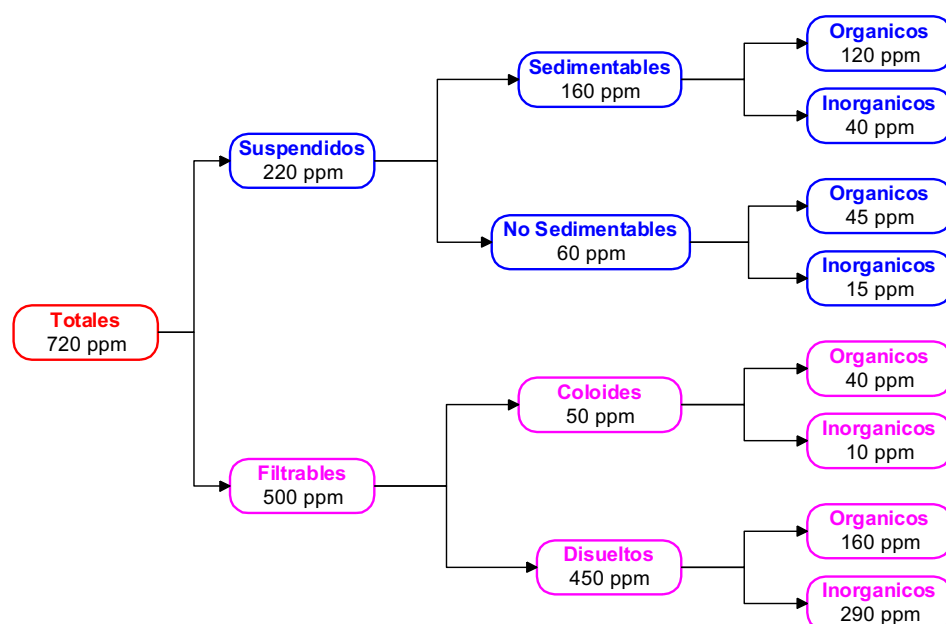 Totales
720 ppm
Suspendidos
220 ppm
Sedimentables
160 ppm
Organicos
120 ppm
Inorganicos
40 ppm
No Sedimentables
60 ppm
Organicos
45 ppm
Inorganicos
15 ppm
Filtrables
500 ppm
Coloides
50 ppm
Organicos
40 ppm
Inorganicos
10 ppm
Disueltos
450 ppm
Organicos
160 ppm
Inorganicos
290 ppm